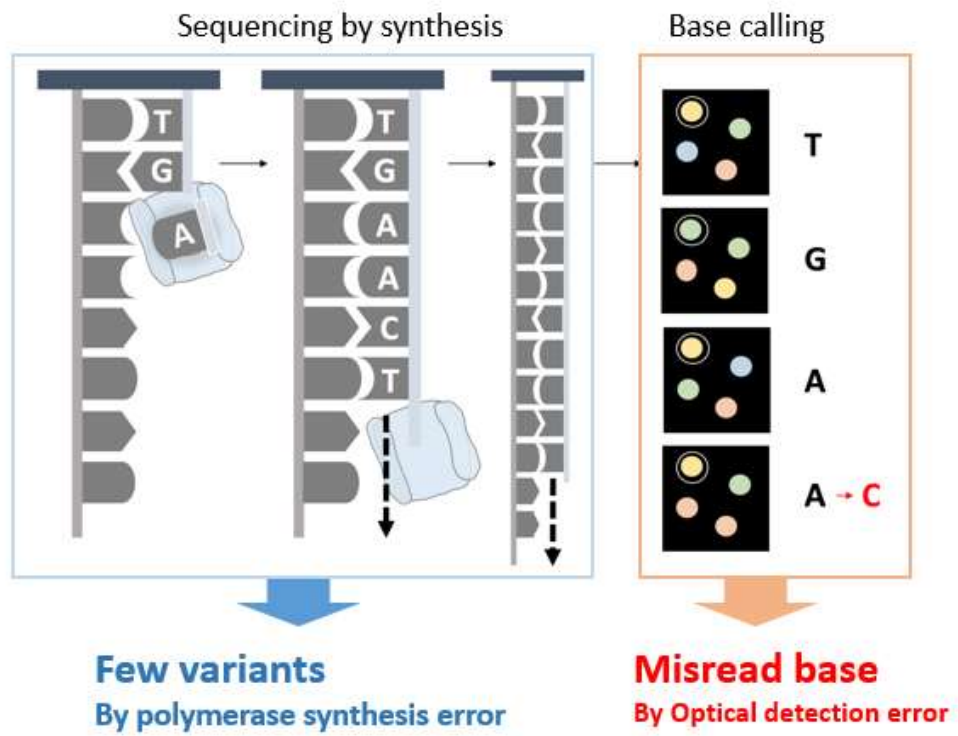 Sequencing by synthesis
Base calling
T
G
A
T
G
A
A
C
T
T
G
A
A → C
Few variants
By polymerase synthesis error
Misread base
By Optical detection error